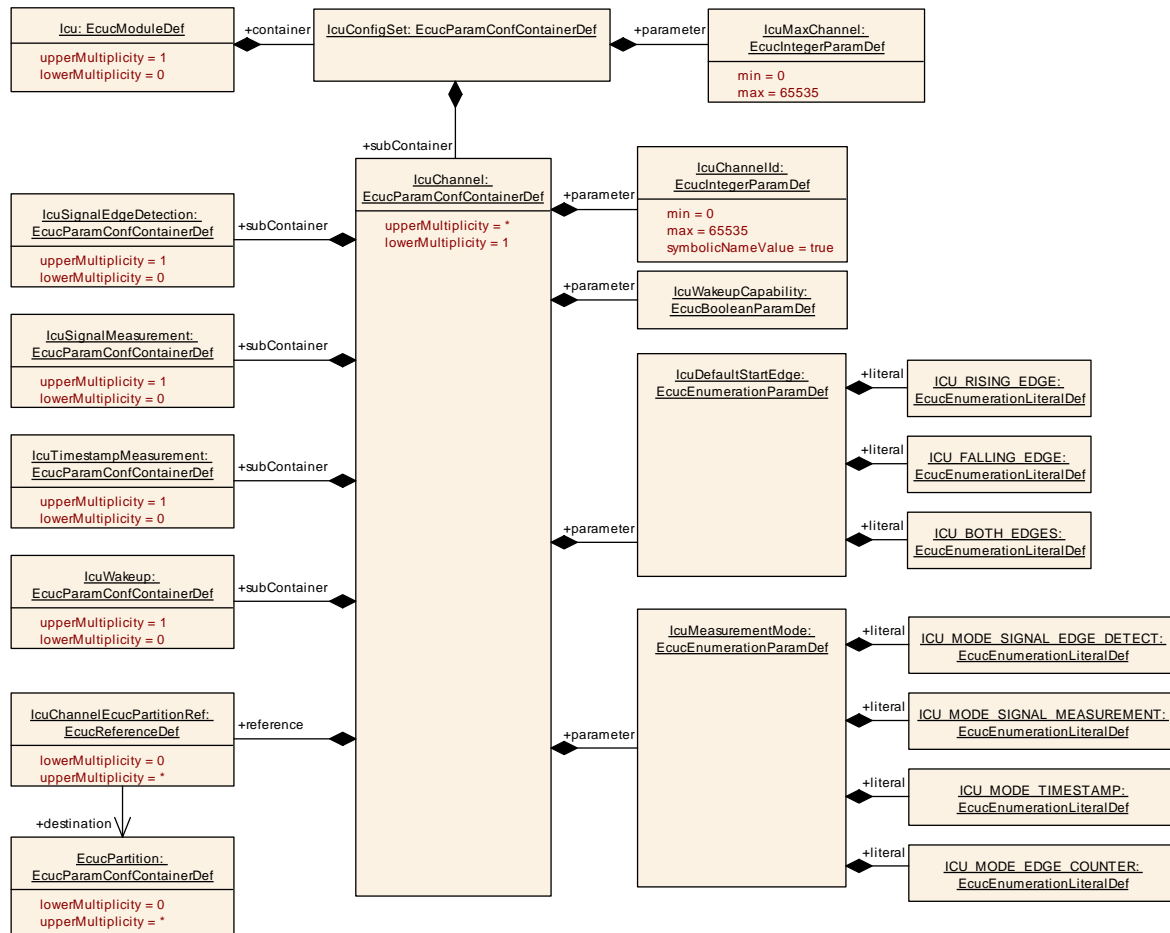 Icu: EcucModuleDef
upperMultiplicity = 1
lowerMultiplicity = 0
+container
IcuConfigSet: EcucParamConfContainerDef
+parameter
IcuMaxChannel:
EcucIntegerParamDef
min = 0
max = 65535
+subContainer
IcuChannel:
EcucParamConfContainerDef
upperMultiplicity = *
lowerMultiplicity = 1
+parameter
IcuChannelId:
EcucIntegerParamDef
min = 0
max = 65535
symbolicNameValue = true
IcuSignalEdgeDetection:
EcucParamConfContainerDef
upperMultiplicity = 1
lowerMultiplicity = 0
+subContainer
+parameter
IcuWakeupCapability:
EcucBooleanParamDef
IcuSignalMeasurement:
EcucParamConfContainerDef
upperMultiplicity = 1
lowerMultiplicity = 0
+subContainer
IcuDefaultStartEdge:
EcucEnumerationParamDef
+literal
ICU_RISING_EDGE:
EcucEnumerationLiteralDef
+literal
ICU_FALLING_EDGE:
EcucEnumerationLiteralDef
+literal
ICU_BOTH_EDGES:
EcucEnumerationLiteralDef
+parameter
IcuTimestampMeasurement:
EcucParamConfContainerDef
upperMultiplicity = 1
lowerMultiplicity = 0
+subContainer
IcuWakeup:
EcucParamConfContainerDef
upperMultiplicity = 1
lowerMultiplicity = 0
+subContainer
IcuMeasurementMode:
EcucEnumerationParamDef
+literal
ICU_MODE_SIGNAL_EDGE_DETECT:
EcucEnumerationLiteralDef
+literal
ICU_MODE_SIGNAL_MEASUREMENT:
EcucEnumerationLiteralDef
+literal
ICU_MODE_TIMESTAMP:
EcucEnumerationLiteralDef
+literal
ICU_MODE_EDGE_COUNTER:
EcucEnumerationLiteralDef
+parameter
IcuChannelEcucPartitionRef:
EcucReferenceDef
lowerMultiplicity = 0
upperMultiplicity = *
+reference
+destination
EcucPartition:
EcucParamConfContainerDef
lowerMultiplicity = 0
upperMultiplicity = *